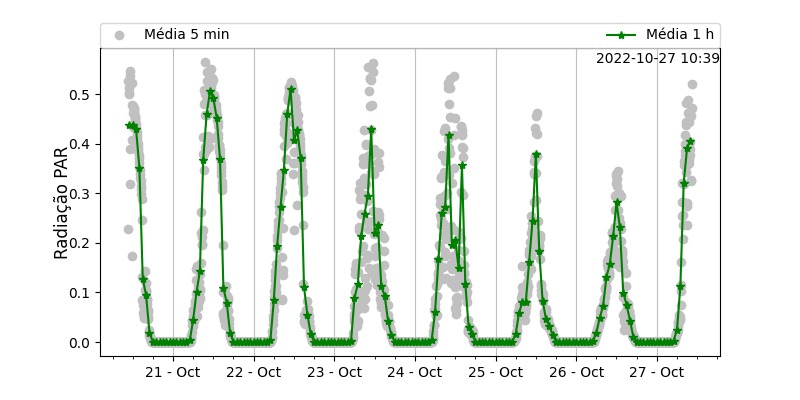 Média 5 min
Média 1 h
2022-10-27 10:39
Radiação PAR
0.5
0.4
0.3
0.2
0.1
0.0
21 - Oct
22 - Oct
23 - Oct
24 - Oct
25 - Oct
26 - Oct
27 - Oct